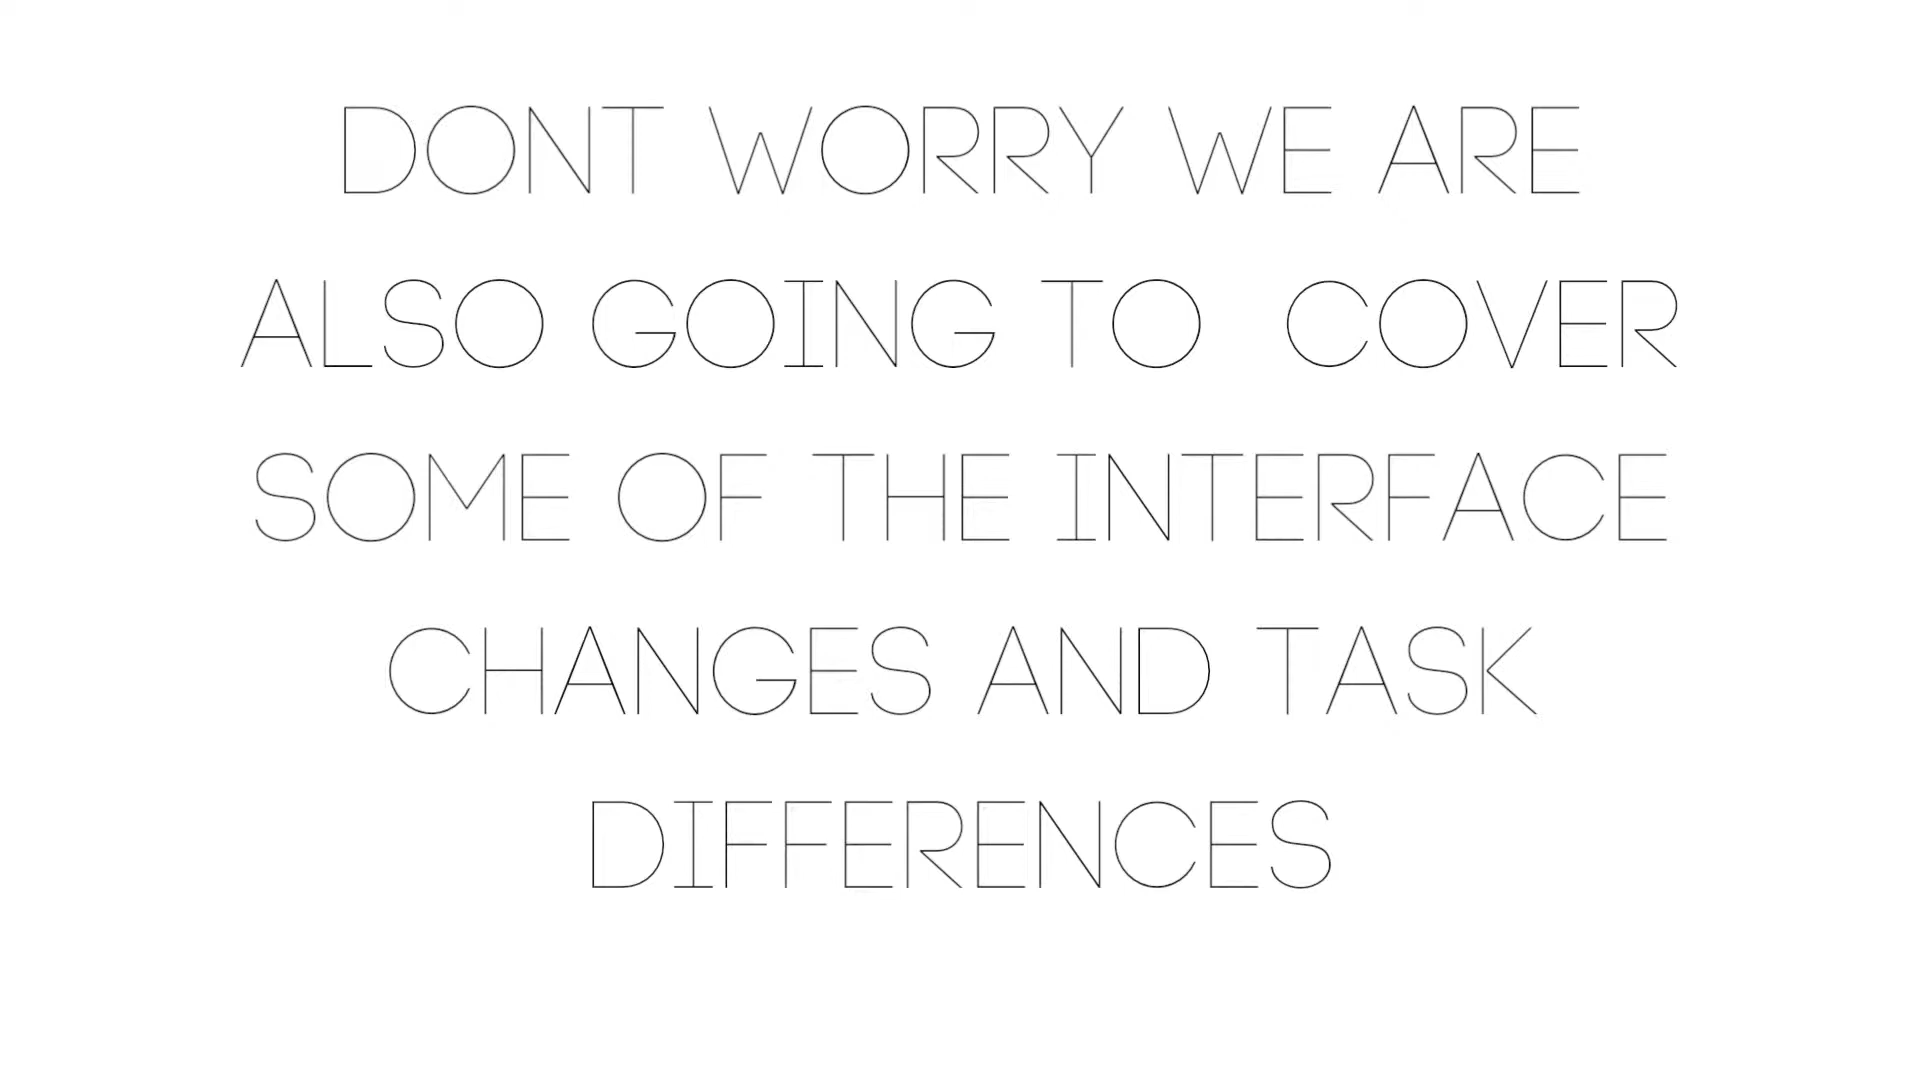 DONT WORRY WE ARE
ALSO GOING TO COVER
SOME OF THE INTERFACE
CHANGES AND TASK
DIFFERENCES